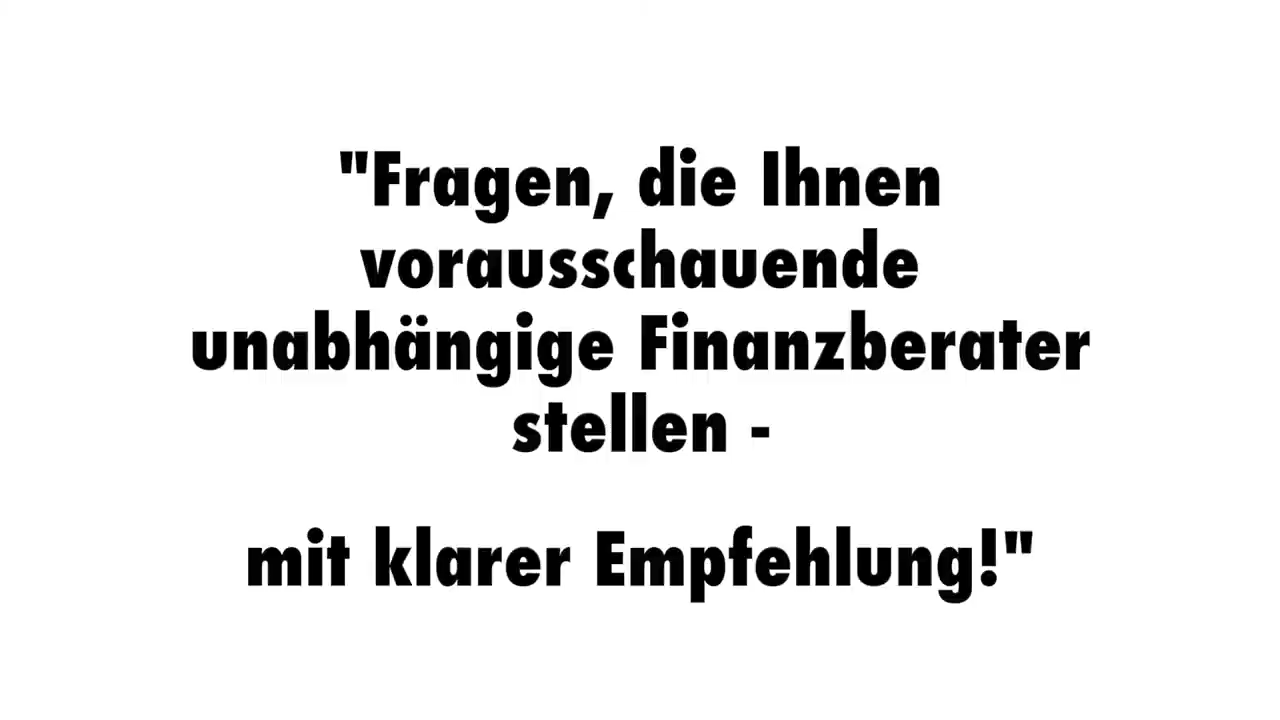 "Fragen, die Ihnen
vorausschauende
unabhängige Finanzberater
stellen -
mit klarer Empfehlung!"